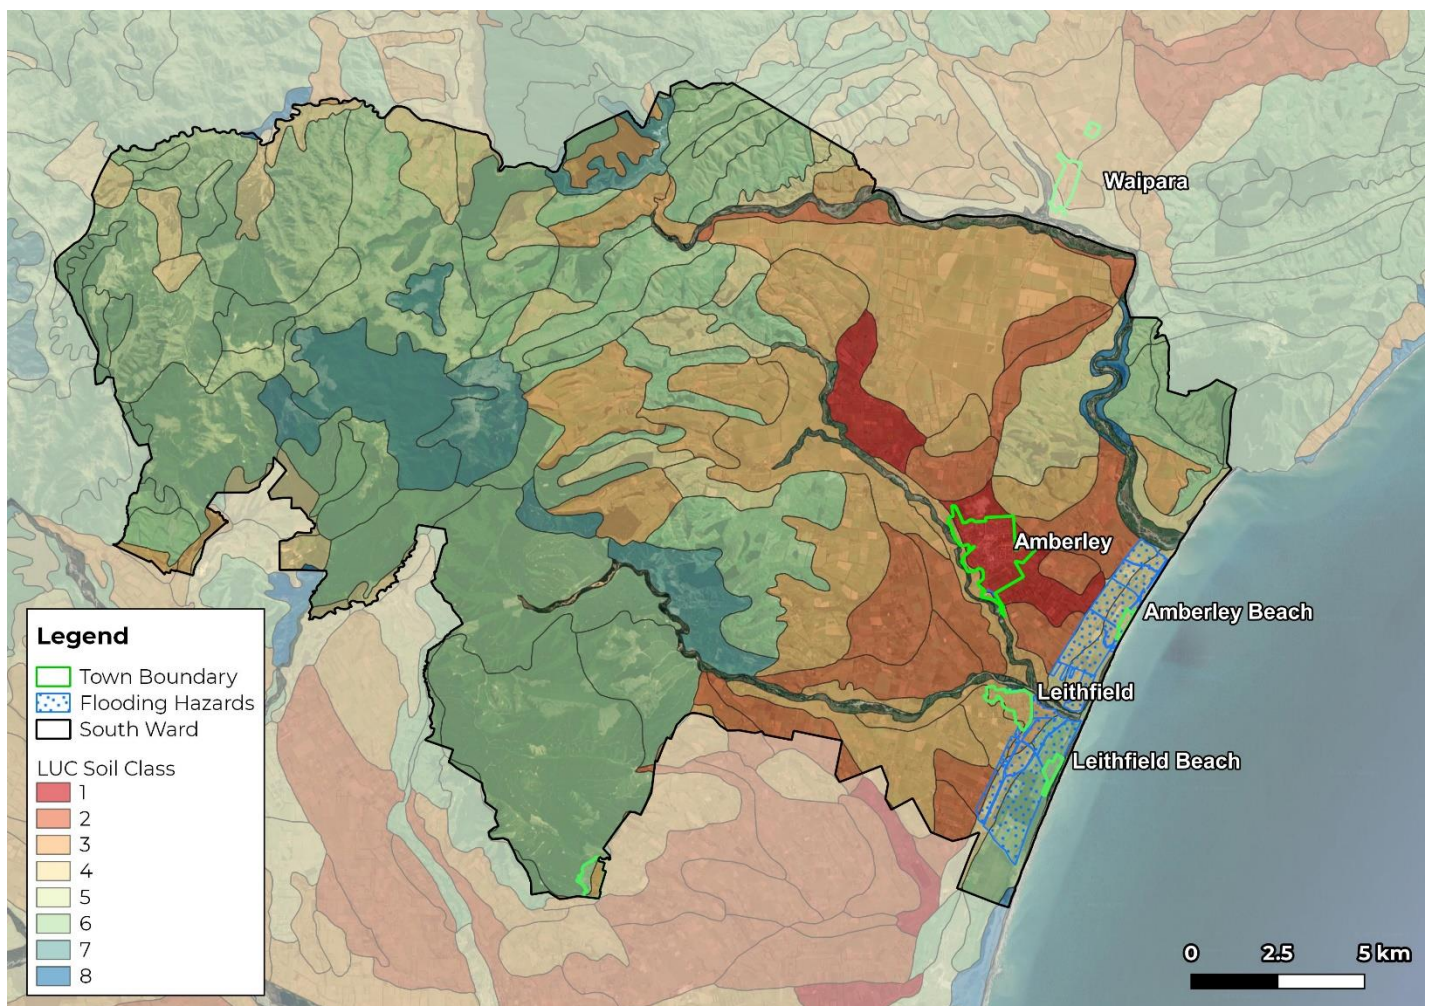 Waipara
Amberley
Amberley Beach
Leithfield
Leithfield Beach
Legend
Town Boundary
Flooding Hazards
South Ward
LUC Soil Class
1
2
3
4
5
6
7
8
0 2.5 5 km